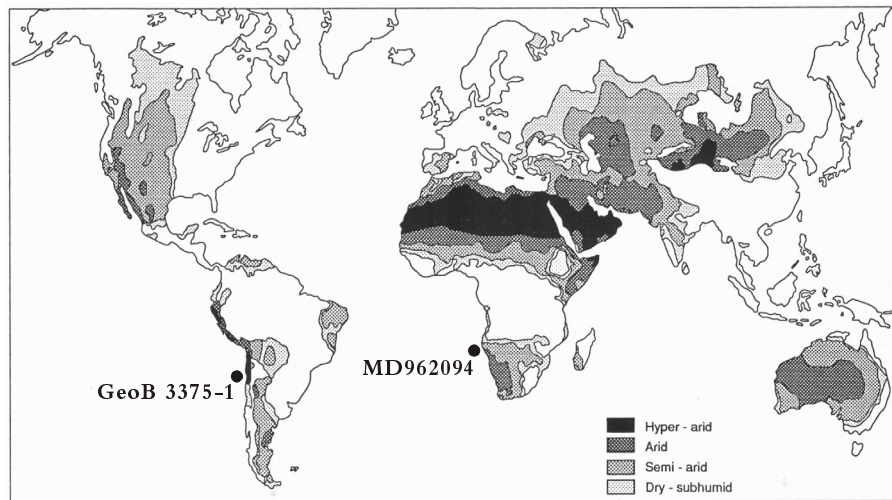 MD962094
GeoB 3375-1
Hyper - arid
Arid
Semi - arid
Dry - subhumid